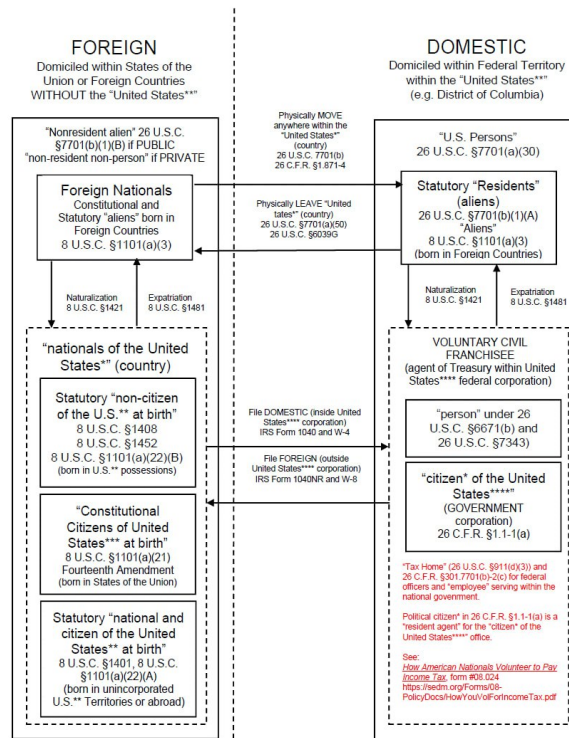 FOREIGN
Domiciled within States of the
Union or Foreign Countries
WITHOUT the “United States**”
DOMESTIC
Domiciled within Federal Territory
within the “United States**”
(e.g. District of Columbia)
“Nonresident alien” 26 U.S.C.
§7701(b)(1)(B) if PUBLIC
“non-resident non-person” if PRIVATE
Foreign Nationals
Constitutional and
Statutory “aliens” born in
Foreign Countries
8 U.S.C. §1101(a)(3)
Physically MOVE
anywhere within the
“United States*”
(country)
26 U.S.C. 7701(b)
26 C.F.R. §1.871-4
Physically LEAVE “United
tates*” (country)
26 U.S.C. §7701(a)(50)
26 U.S.C. §6039G
“U.S. Persons”
26 U.S.C. §7701(a)(30)
Statutory “Residents”
(aliens)
26 U.S.C. §7701(b)(1)(A)
“Aliens”
8 U.S.C. §1101(a)(3)
(born in Foreign Countries)
Naturalization
8 U.S.C. §1421
Expatriation
8 U.S.C. §1481
Naturalization
8 U.S.C. §1421
Expatriation
8 U.S.C. §1481
“nationals of the United
States*” (country)
Statutory “non-citizen
of the U.S.** at birth”
8 U.S.C. §1408
8 U.S.C. §1452
8 U.S.C. §1101(a)(22)(B)
(born in U.S.** possessions)
“Constitutional
Citizens of United
States*** at birth”
8 U.S.C. §1101(a)(21)
Fourteenth Amendment
(born in States of the Union)
Statutory “national and
citizen of the United
States** at birth”
8 U.S.C. §1401, 8 U.S.C.
§1101(a)(22)(A)
(born in unincorporated
U.S.** Territories or abroad)
File DOMESTIC (inside United
States**** corporation)
IRS Form 1040 and W-4
File FOREIGN (outside
United States**** corporation)
IRS Form 1040NR and W-8
VOLUNTARY CIVIL
FRANCHISEE
(agent of Treasury within United
States**** federal corporation)
“person” under 26
U.S.C. §6671(b) and
26 U.S.C. §7343)
“citizen* of the
United States****”
(GOVERNMENT
corporation)
26 C.F.R. §1.1-1(a)
“Tax Home” (26 U.S.C. §911(d)(3)) and
26 C.F.R. §301.7701(b)-2(c) for federal
officers and “employee” serving within the
national government.
Political citizen* in 26 C.F.R. §1.1-1(a) is a
“resident agent” for the “citizen* of the
United States****” office.
See:
How American Nationals Volunteer to Pay
Income Tax, form #08.024
https://sedm.org/Forms/08-
PolicyDocs/HowYouVolForIncomeTax.pdf